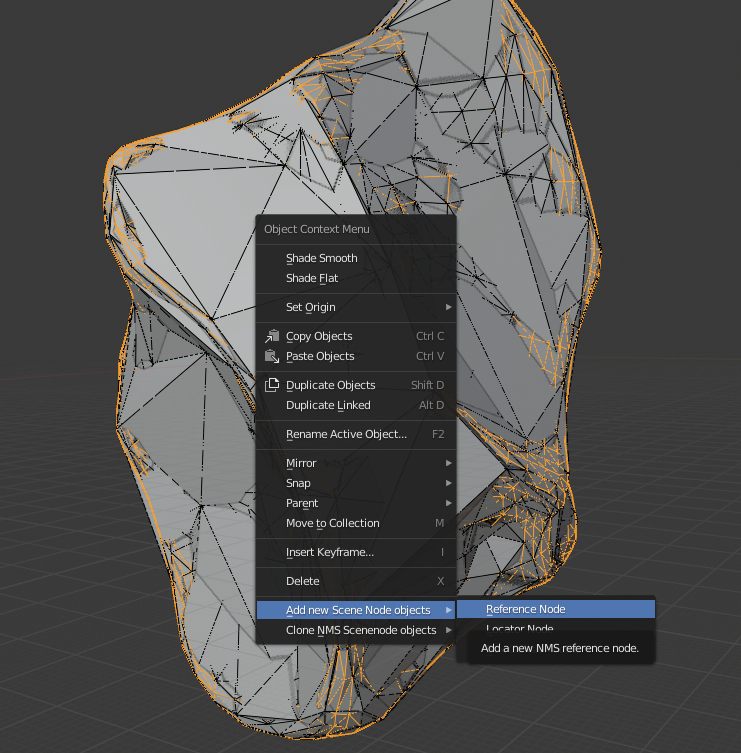 Object Context Menu
Shade Smooth
Shade Flat
Set Origin
Copy Objects Ctrl C
Paste Objects Ctrl V
Duplicate Objects Shift D
Duplicate Linked Alt D
Rename Active Object... F2
Mirror
Snap
Parent
Move to Collection M
Insert Keyframe... I
Delete X
Add new Scene Node objects
Reference Node
Clone NMS Scenenode objects
Locator Node
Add a new NMS reference node.